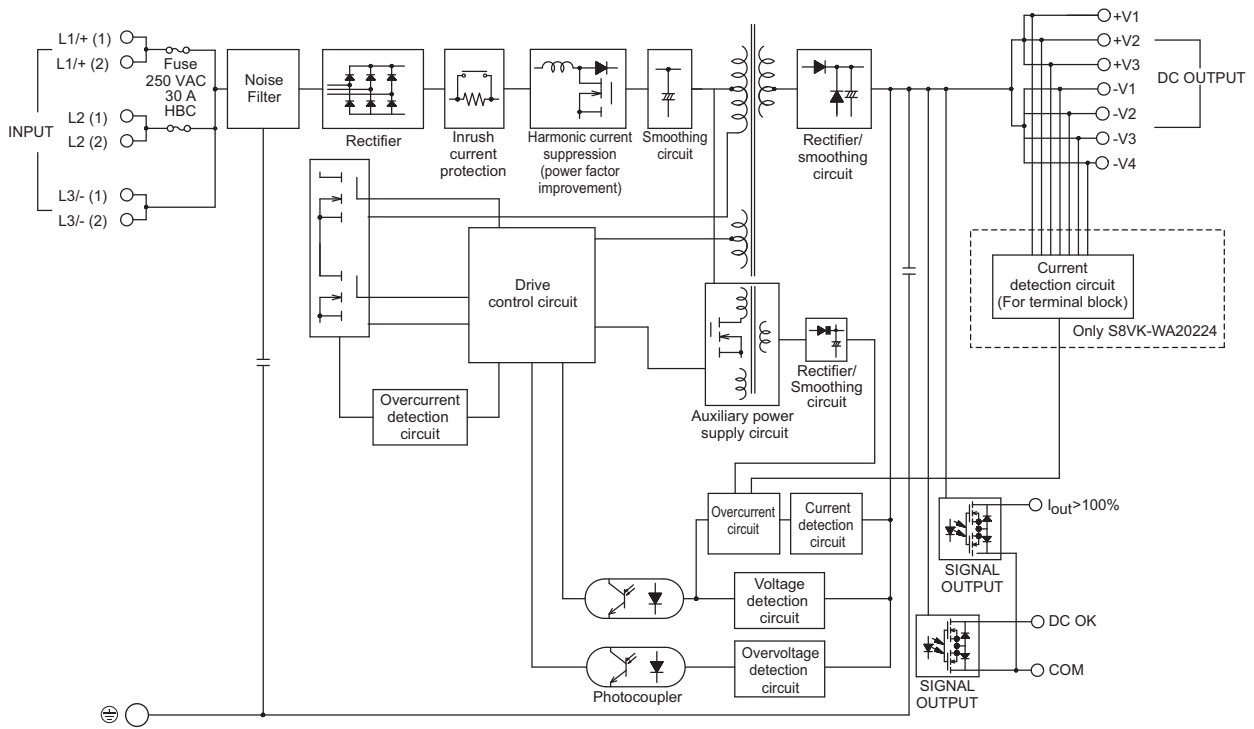 INPUT
L1/+ (1)
L1/+ (2)
L2 (1)
L2 (2)
L3/- (1)
L3/- (2)
Fuse
250 VAC
30 A
HBC
Noise
Filter
Rectifier
Inrush
current
protection
Harmonic current
suppression
(power factor
improvement)
Smoothing
circuit
Rectifier/
smoothing
circuit
+V1
+V2
+V3
-V1
-V2
-V3
-V4
DC OUTPUT
Current
detection circuit
(For terminal block)
Only S8VK-WA20224
Drive
control circuit
Overcurrent
detection
circuit
Auxiliary power
supply circuit
Rectifier/
Smoothing
circuit
Overcurrent
circuit
Current
detection
circuit
Voltage
detection
circuit
Overvoltage
detection
circuit
Photocoupler
Iout>100%
SIGNAL
OUTPUT
DC OK
COM
SIGNAL
OUTPUT